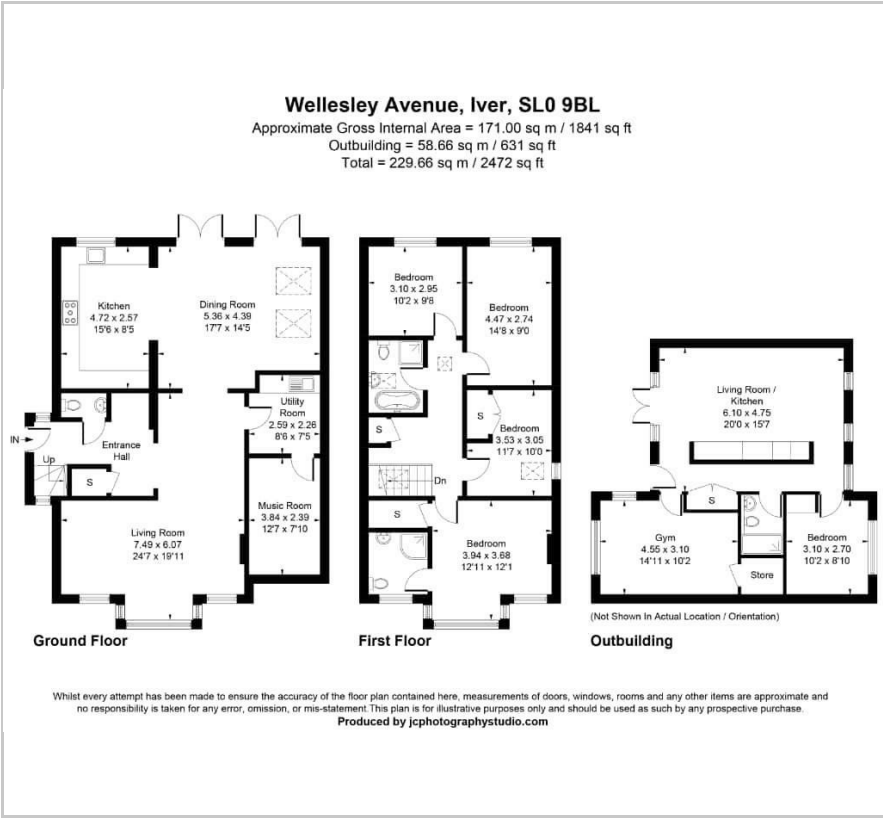 Wellesley Avenue, Iver, SL0 9BL
Approximate Gross Internal Area = 171.00 sq m / 1841 sq ft
Outbuilding = 58.66 sq m / 631 sq ft
Total = 229.66 sq m / 2472 sq ft
Kitchen
4.72 x 2.57
15'6 x 8'5
Dining Room
5.36 x 4.39
17'7 x 14'5
Utility
Room
2.59 x 2.26
8'6 x 7'5
IN
Up
Entrance
Hall
S
Music Room
3.84 x 2.39
12'7 x 7'10
Living Room
7.49 x 6.07
24'7 x 19'11
Ground Floor
Bedroom
3.10 x 2.95
10'2 x 9'8
Bedroom
4.47 x 2.74
14'8 x 9'0
S
Bedroom
3.53 x 3.05
11'7 x 10'0
S
Dn
S
Bedroom
3.94 x 3.68
12'11 x 12'1
First Floor
Living Room /
Kitchen
6.10 x 4.75
20'0 x 15'7
S
Gym
4.55 x 3.10
14'11 x 10'2
Store
Bedroom
3.10 x 2.70
10'2 x 8'10
(Not Shown In Actual Location / Orientation)
Outbuilding
Whilst every attempt has been made to ensure the accuracy of the floor plan contained here, measurements of doors, windows, rooms and any other items are approximate and
no responsibility is taken for any error, omission, or mis-statement. This plan is for illustrative purposes only and should be used as such by any prospective purchase.
Produced by jcphotographystudio.com